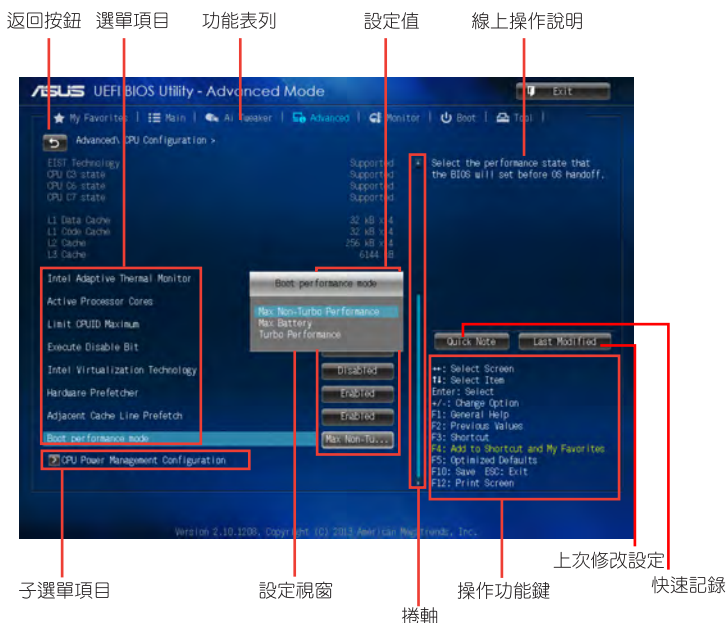 返回按鈕 選單項目 功能表列 設定值 線上操作說明
ASUS UEFI BIOS Utility - Advanced Mode
Exit
My Favorites Main Ai Tweaker Advanced Monitor Boot Tool
Advanced\ CPU Configuration >
EIST Technology Supported
CPU C3 state Supported
CPU C6 state Supported
CPU C7 state Supported
L1 Data Cache 32 kB x 4
L1 Code Cache 32 kB x 4
L2 Cache 256 kB x 4
L3 Cache 6144 kB
Select the performance state that
the BIOS will set before OS handoff.
Intel Adaptive Thermal Monitor
Active Processor Cores
Limit CPUID Maximum
Execute Disable Bit
Intel Virtualization Technology Disabled
Hardware Prefetcher Enabled
Adjacent Cache Line Prefetch Enabled
Boot performance mode Max Non-Tu...
CPU Power Management Configuration
Boot performance mode
Max Non-Turbo Performance
Max Battery
Turbo Performance
Quick Note Last Modified
↔: Select Screen
↑↓: Select Item
Enter: Select
+/-: Change Option
F1: General Help
F2: Previous Values
F3: Shortcut
F4: Add to Shortcut and My Favorites
F5: Optimized Defaults
F10: Save ESC: Exit
F12: Print Screen
Version 2.10.1208. Copyright (C) 2013 American Megatrends, Inc.
上次修改設定
快速記錄
子選單項目 設定視窗 操作功能鍵
捲軸